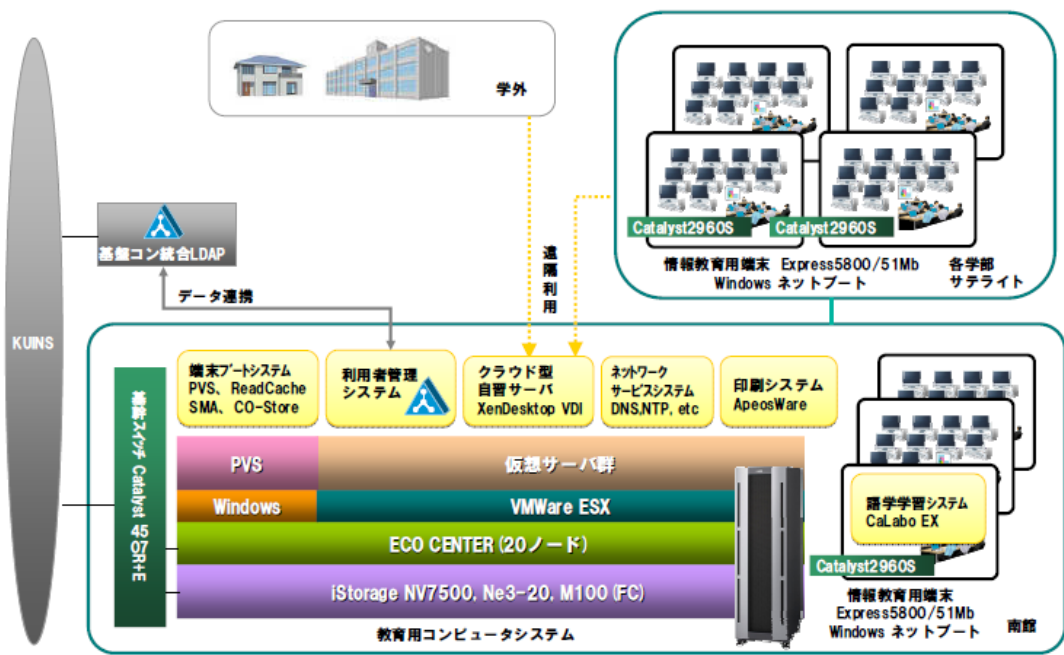 学外
Catalyst2960S
Catalyst2960S
情報教育用端末 Express5800/51Mb
Windows ネットブート
各学部
サテライト
基盤コン統合LDAP
データ連携
遠隔利用
KUINS
端末ブートシステム
PVS、ReadCache
SMA、CO-Store
利用者管理
システム
クラウド型
自習サーバ
XenDesktop VDI
ネットワーク
サービスシステム
DNS,NTP, etc
印刷システム
ApeosWare
基幹スイッチ Catalyst 4507R+E
PVS
仮想サーバ群
Windows
VMWare ESX
ECO CENTER (20ノード)
iStorage NV7500, Ne3-20, M100 (FC)
教育用コンピュータシステム
語学学習システム
CaLabo EX
Catalyst2960S
情報教育用端末
Express5800/51Mb
Windows ネットブート
南館